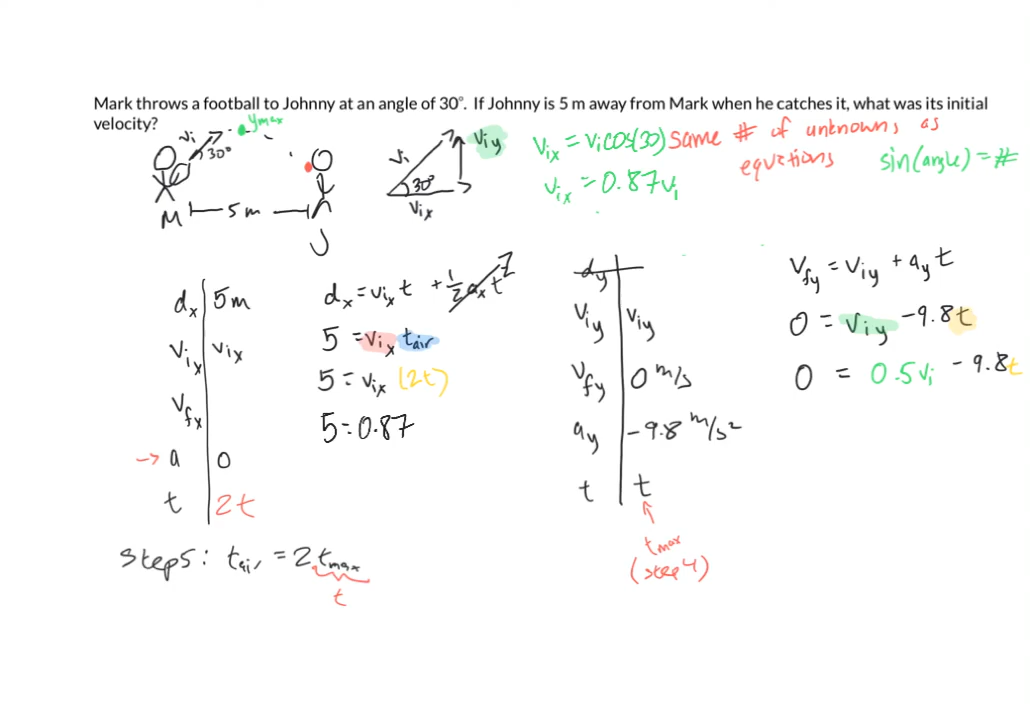 Mark throws a football to Johnny at an angle of 30°. If Johnny is 5 m away from Mark when he catches it, what was its initial
velocity?
Vi
30°
ymax
M
5m
J
Vi
Viy
30°
Vix
Vix = Vicos(30)
Vix = 0.87Vi
same # of unknowns as
equations
sin(angle) = #
dx 5m
Vix Vix
Vfx
→ a 0
t 2t
dx = Vix t + 1/2 ax t²
5 = Vix tair
5 = Vix (2t)
5 = 0.87
dy
Viy Viy
Vfy 0 m/s
ay -9.8 m/s²
t t
tmax
(step 4)
Vfy = Viy + ay t
0 = Viy - 9.8t
0 = 0.5Vi - 9.8t
step 5: tair = 2 tmax
t